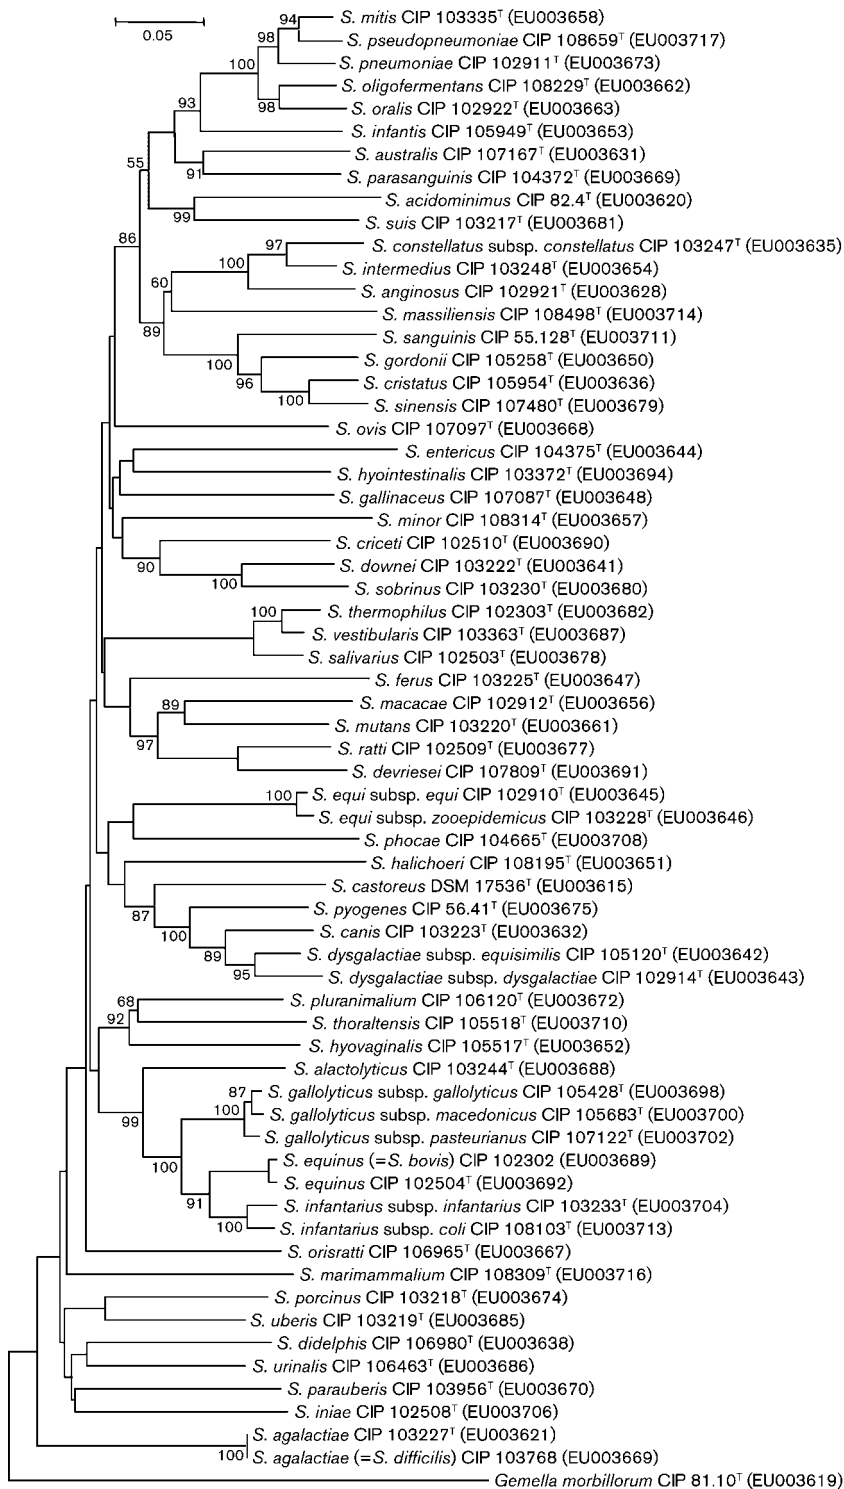 94 S. mitis CIP 103335ᵀ (EU003658)
0.05
98 S. pseudopneumoniae CIP 108659ᵀ (EU003717)
100 S. pneumoniae CIP 102911ᵀ (EU003673)
S. oligofermentans CIP 108229ᵀ (EU003662)
93 98 S. oralis CIP 102922ᵀ (EU003663)
S. infantis CIP 105949ᵀ (EU003653)
55 S. australis CIP 107167ᵀ (EU003631)
91 S. parasanguinis CIP 104372ᵀ (EU003669)
S. acidominimus CIP 82.4ᵀ (EU003620)
99 S. suis CIP 103217ᵀ (EU003681)
86 97 S. constellatus subsp. constellatus CIP 103247ᵀ (EU003635)
100 S. intermedius CIP 103248ᵀ (EU003654)
60 S. anginosus CIP 102921ᵀ (EU003628)
S. massiliensis CIP 108498ᵀ (EU003714)
89 S. sanguinis CIP 55.128ᵀ (EU003711)
100 S. gordonii CIP 105258ᵀ (EU003650)
96 S. cristatus CIP 105954ᵀ (EU003636)
100 S. sinensis CIP 107480ᵀ (EU003679)
S. ovis CIP 107097ᵀ (EU003668)
S. entericus CIP 104375ᵀ (EU003644)
S. hyointestinalis CIP 103372ᵀ (EU003694)
S. gallinaceus CIP 107087ᵀ (EU003648)
S. minor CIP 108314ᵀ (EU003657)
S. criceti CIP 102510ᵀ (EU003690)
90 S. downei CIP 103222ᵀ (EU003641)
100 S. sobrinus CIP 103230ᵀ (EU003680)
100 S. thermophilus CIP 102303ᵀ (EU003682)
S. vestibularis CIP 103363ᵀ (EU003687)
S. salivarius CIP 102503ᵀ (EU003678)
S. ferus CIP 103225ᵀ (EU003647)
89 S. macacae CIP 102912ᵀ (EU003656)
S. mutans CIP 103220ᵀ (EU003661)
97 S. ratti CIP 102509ᵀ (EU003677)
S. devriesei CIP 107809ᵀ (EU003691)
100 S. equi subsp. equi CIP 102910ᵀ (EU003645)
S. equi subsp. zooepidemicus CIP 103228ᵀ (EU003646)
S. phocae CIP 104665ᵀ (EU003708)
S. halichoeri CIP 108195ᵀ (EU003651)
S. castoreus DSM 17536ᵀ (EU003615)
87 S. pyogenes CIP 56.41ᵀ (EU003675)
100 S. canis CIP 103223ᵀ (EU003632)
89 S. dysgalactiae subsp. equisimilis CIP 105120ᵀ (EU003642)
95 S. dysgalactiae subsp. dysgalactiae CIP 102914ᵀ (EU003643)
68 S. pluranimalium CIP 106120ᵀ (EU003672)
92 S. thoraltensis CIP 105518ᵀ (EU003710)
S. hyovaginalis CIP 105517ᵀ (EU003652)
S. alactolyticus CIP 103244ᵀ (EU003688)
87 S. gallolyticus subsp. gallolyticus CIP 105428ᵀ (EU003698)
99 100 S. gallolyticus subsp. macedonicus CIP 105683ᵀ (EU003700)
S. gallolyticus subsp. pasteurianus CIP 107122ᵀ (EU003702)
100 S. equinus (=S. bovis) CIP 102302 (EU003689)
S. equinus CIP 102504ᵀ (EU003692)
91 S. infantarius subsp. infantarius CIP 103233ᵀ (EU003704)
100 S. infantarius subsp. coli CIP 108103ᵀ (EU003713)
S. orisratti CIP 106965ᵀ (EU003667)
S. marimammalium CIP 108309ᵀ (EU003716)
S. porcinus CIP 103218ᵀ (EU003674)
S. uberis CIP 103219ᵀ (EU003685)
S. didelphis CIP 106980ᵀ (EU003638)
S. urinalis CIP 106463ᵀ (EU003686)
S. parauberis CIP 103956ᵀ (EU003670)
S. iniae CIP 102508ᵀ (EU003706)
S. agalactiae CIP 103227ᵀ (EU003621)
100 S. agalactiae (=S. difficilis) CIP 103768 (EU003669)
Gemella morbillorum CIP 81.10ᵀ (EU003619)